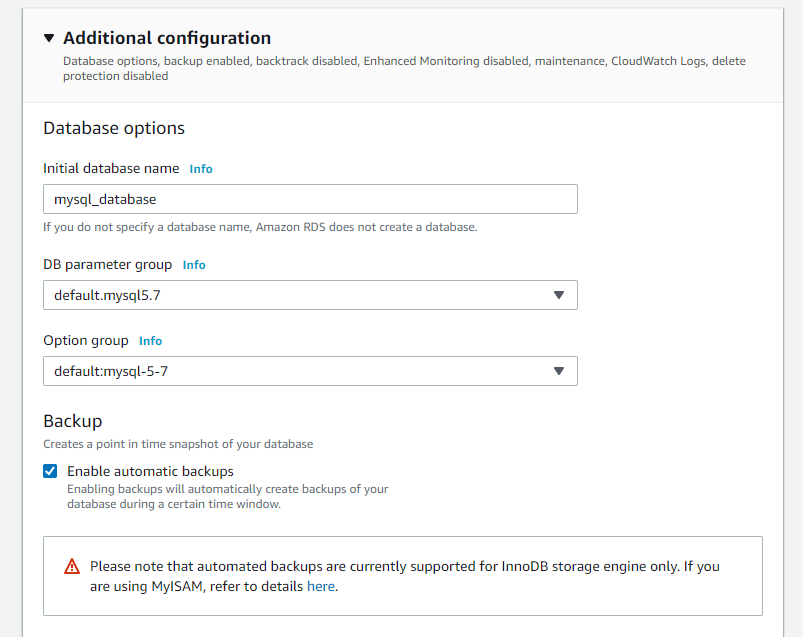 Additional configuration
Database options, backup enabled, backtrack disabled, Enhanced Monitoring disabled, maintenance, CloudWatch Logs, delete
protection disabled
Database options
Initial database name Info
mysql_database
If you do not specify a database name, Amazon RDS does not create a database.
DB parameter group Info
default.mysql5.7
Option group Info
default:mysql-5-7
Backup
Creates a point in time snapshot of your database
Enable automatic backups
Enabling backups will automatically create backups of your
database during a certain time window.
Please note that automated backups are currently supported for InnoDB storage engine only. If you
are using MyISAM, refer to details here.